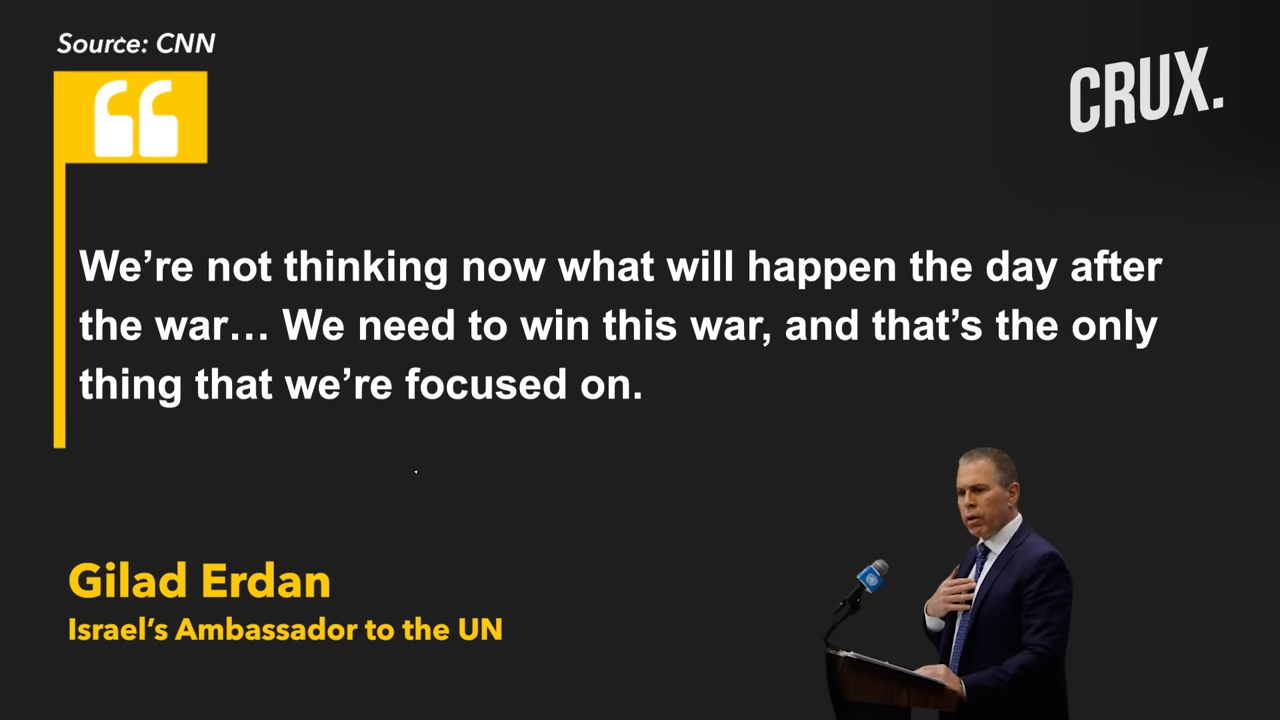 Source: CNN
CRUX.
“
We’re not thinking now what will happen the day after
the war… We need to win this war, and that’s the only
thing that we’re focused on.
Gilad Erdan
Israel’s Ambassador to the UN